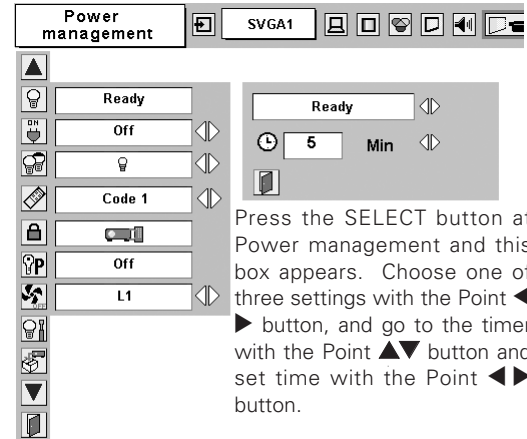 Power
management
SVGA1
Ready
ON
Off
Code 1
P
Off
OFF
L1
Ready
5 Min
Press the SELECT button at
Power management and this
box appears. Choose one of
three settings with the Point ◀
▶ button, and go to the timer
with the Point ▲▼ button and
set time with the Point ◀ ▶
button.